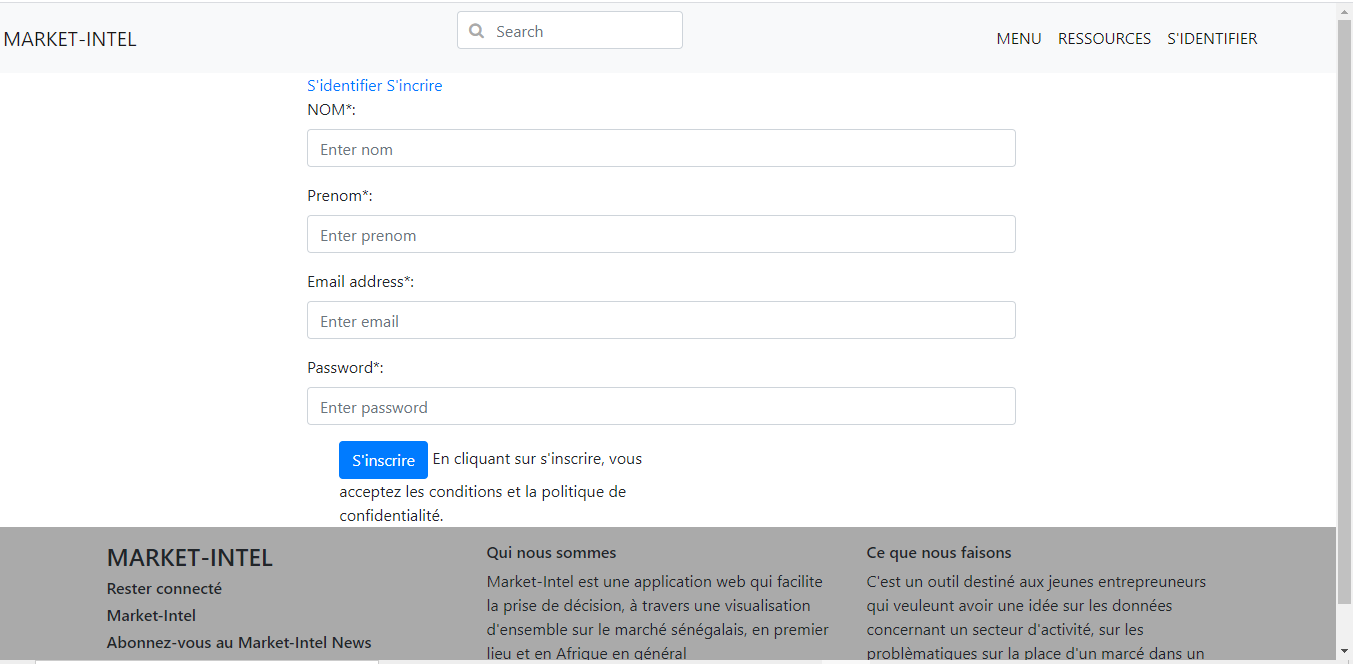 MARKET-INTEL
Search
MENU RESSOURCES S'IDENTIFIER
S'identifier S'incrire
NOM*:
Enter nom
Prenom*:
Enter prenom
Email address*:
Enter email
Password*:
Enter password
S'inscrire En cliquant sur s'inscrire, vous
acceptez les conditions et la politique de
confidentialité.
MARKET-INTEL
Rester connecté
Market-Intel
Abonnez-vous au Market-Intel News
Qui nous sommes
Market-Intel est une application web qui facilite
la prise de décision, à travers une visualisation
d'ensemble sur le marché sénégalais, en premier
lieu et en Afrique en général
Ce que nous faisons
C'est un outil destiné aux jeunes entrepreuneurs
qui veuleunt avoir une idée sur les données
concernant un secteur d'activité, sur les
problèmatiques sur la place d'un marcé dans un